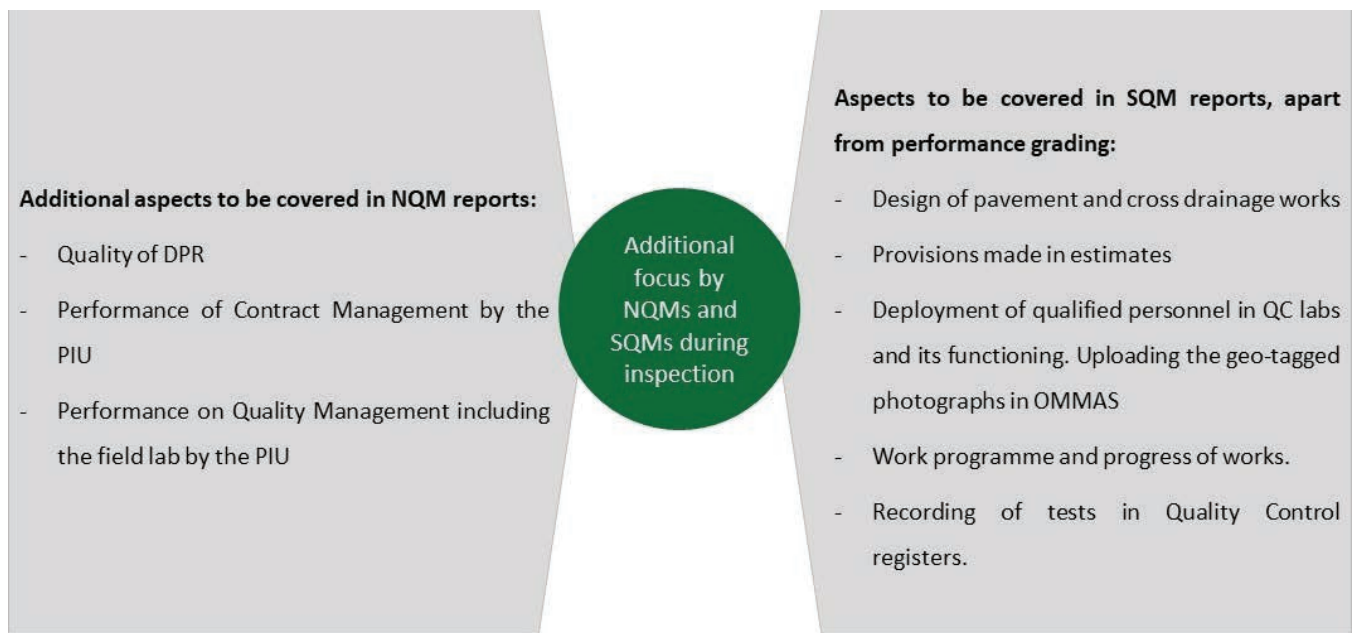 Additional aspects to be covered in NQM reports:
- Quality of DPR
- Performance of Contract Management by the
PIU
- Performance on Quality Management including
the field lab by the PIU
Additional
focus by
NQMs and
SQMs during
inspection
Aspects to be covered in SQM reports, apart
from performance grading:
- Design of pavement and cross drainage works
- Provisions made in estimates
- Deployment of qualified personnel in QC labs
and its functioning. Uploading the geo-tagged
photographs in OMMAS
- Work programme and progress of works.
- Recording of tests in Quality Control
registers.